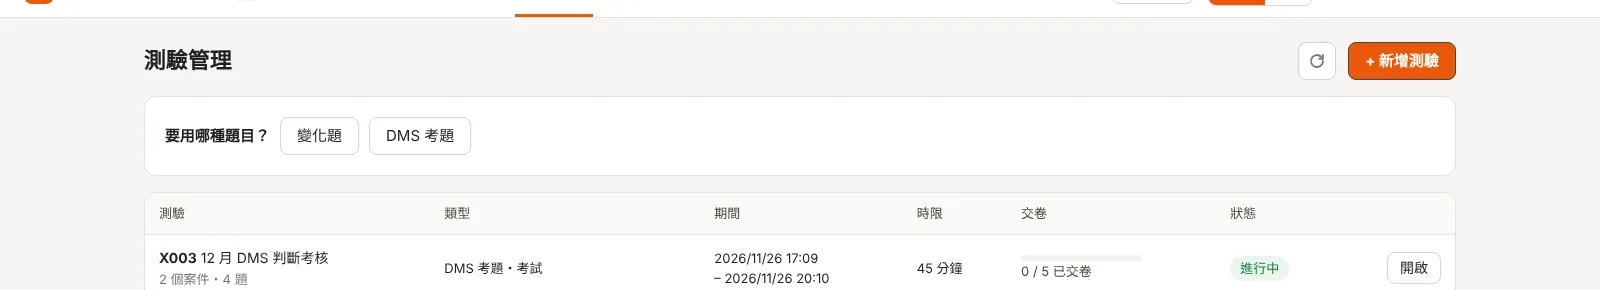 測驗管理
+ 新增測驗
要用哪種題目？ 變化題 DMS 考題
測驗 類型 期間 時限 交卷 狀態
X003 12 月 DMS 判斷考核
2 個案件・4 題
DMS 考題・考試
2026/11/26 17:09
– 2026/11/26 20:10
45 分鐘
0 / 5 已交卷
進行中
開啟